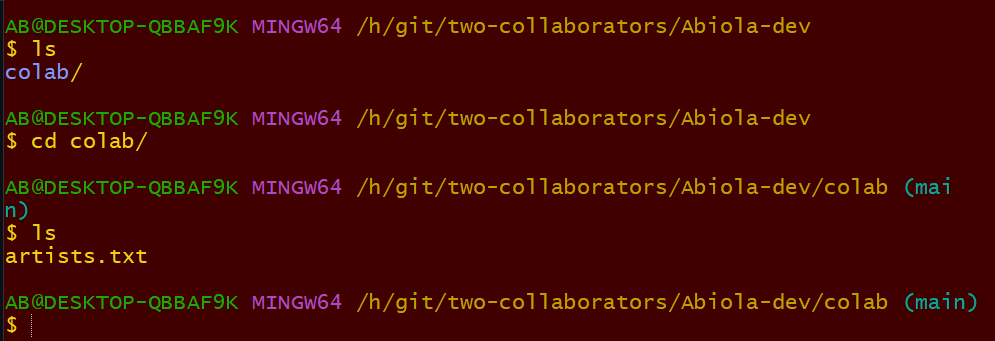 AB@DESKTOP-QBBAF9K MINGW64 /h/git/two-collaborators/Abiola-dev
$ ls
colab/
AB@DESKTOP-QBBAF9K MINGW64 /h/git/two-collaborators/Abiola-dev
$ cd colab/
AB@DESKTOP-QBBAF9K MINGW64 /h/git/two-collaborators/Abiola-dev/colab (mai
n)
$ ls
artists.txt
AB@DESKTOP-QBBAF9K MINGW64 /h/git/two-collaborators/Abiola-dev/colab (main)
$